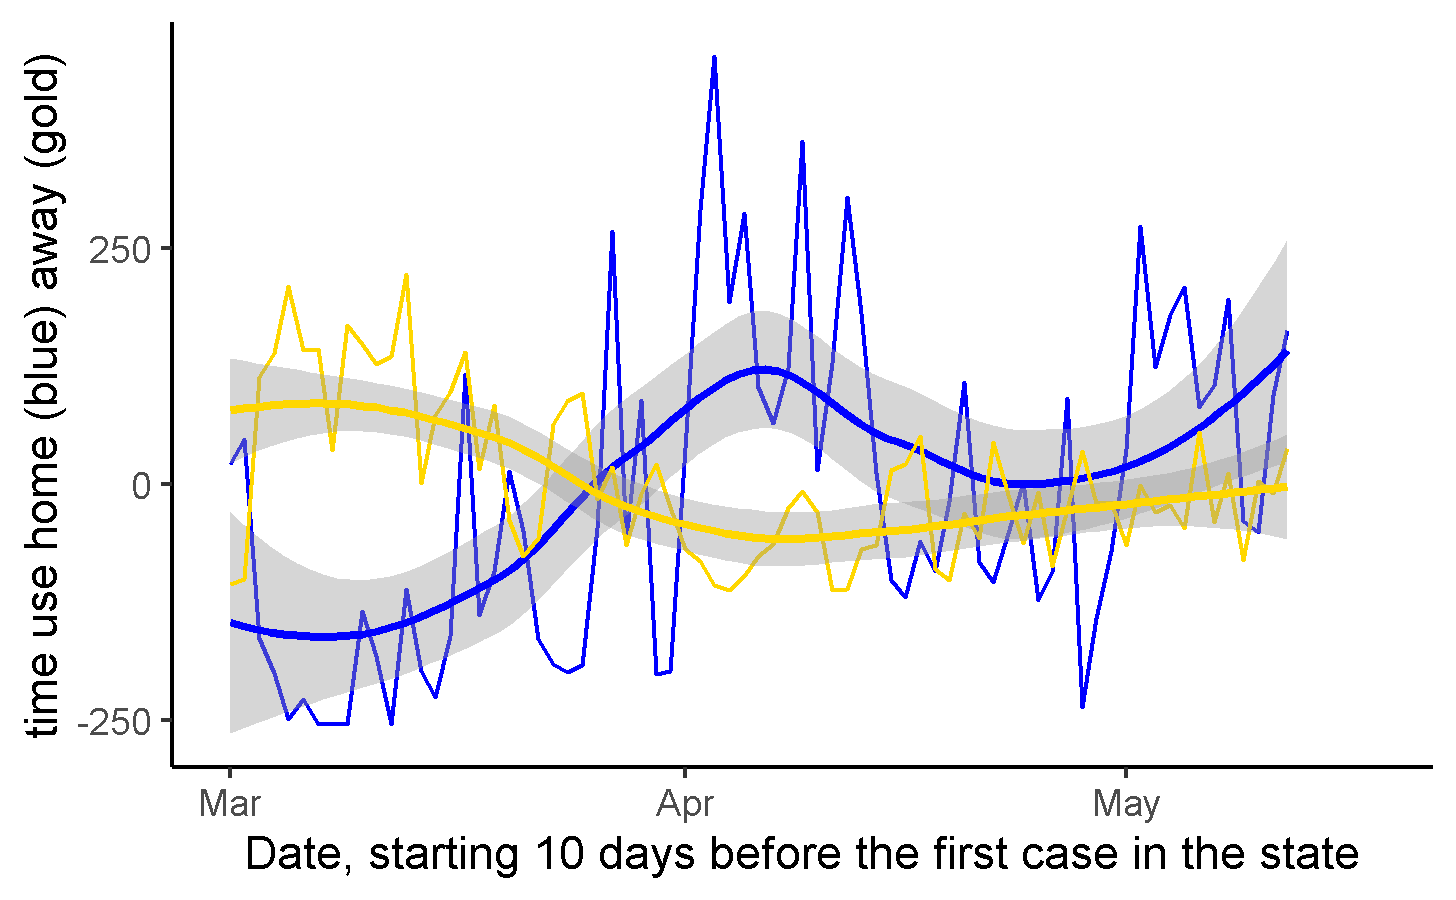 time use home (blue) away (gold)
250
0
-250
Mar
Apr
May
Date, starting 10 days before the first case in the state